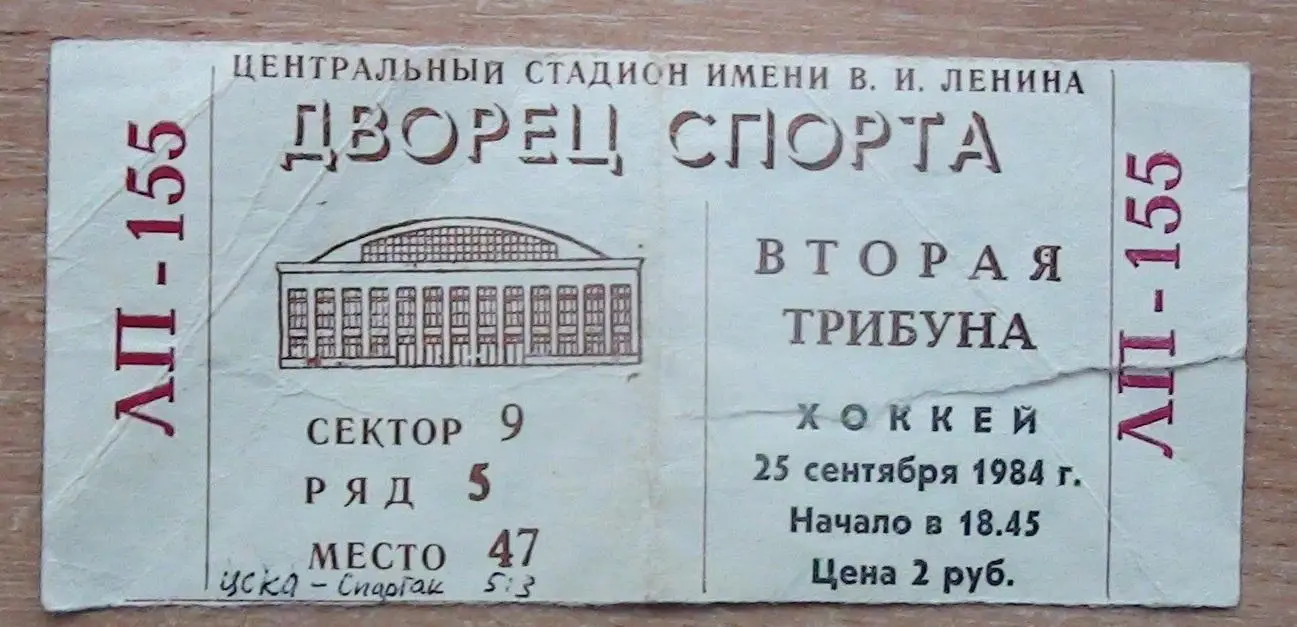 ЛП-155
ЦЕНТРАЛЬНЫЙ СТАДИОН ИМЕНИ В. И. ЛЕНИНА
ДВОРЕЦ СПОРТА
СЕКТОР 9
РЯД 5
МЕСТО 47
ЦСКА - Спартак 5:3
ВТОРАЯ
ТРИБУНА
ХОККЕЙ
25 сентября 1984 г.
Начало в 18.45
Цена 2 руб.
ЛП-155